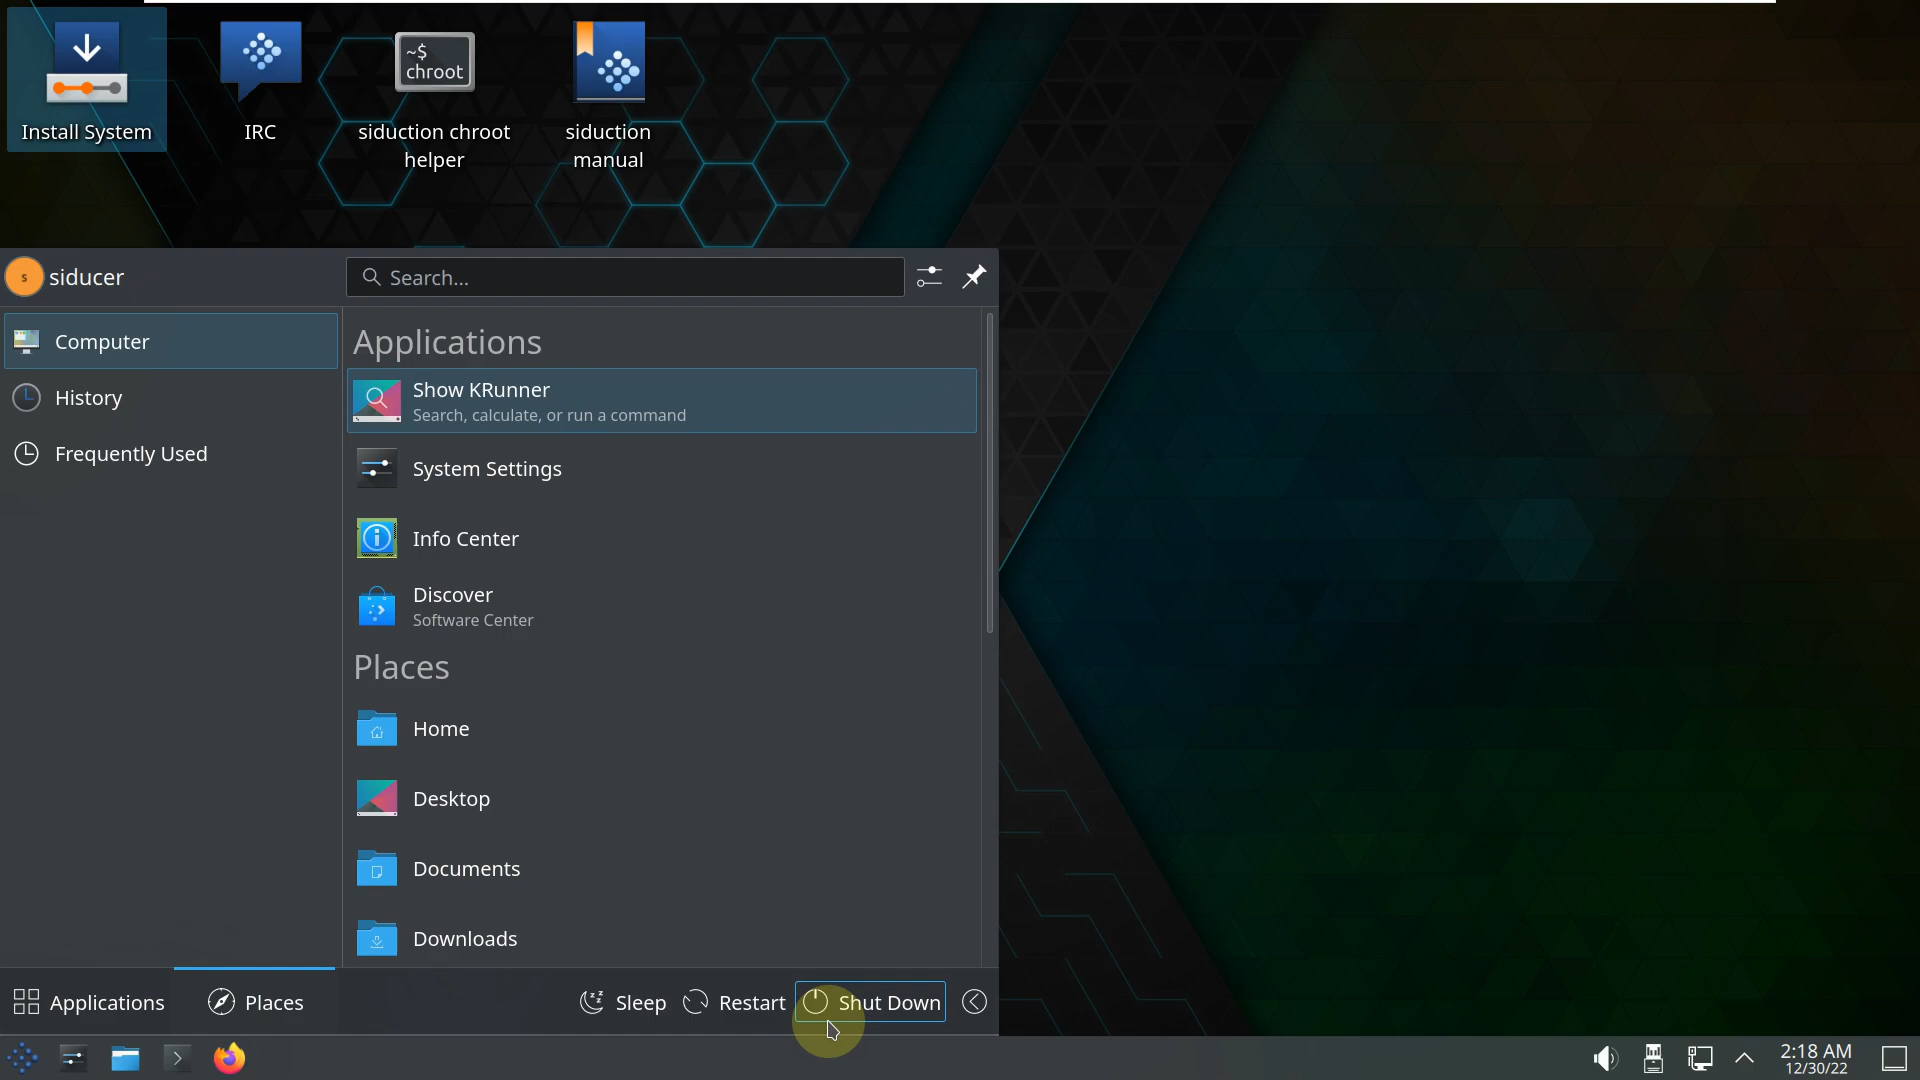 ~$
chroot
Install System
IRC
siduction chroot
helper
siduction
manual
s
siducer
Search...
Computer
History
Frequently Used
Applications
Show KRunner
Search, calculate, or run a command
System Settings
Info Center
Discover
Software Center
Places
Home
Desktop
Documents
Downloads
Applications
Places
Sleep
Restart
Shut Down
2:18 AM
12/30/22